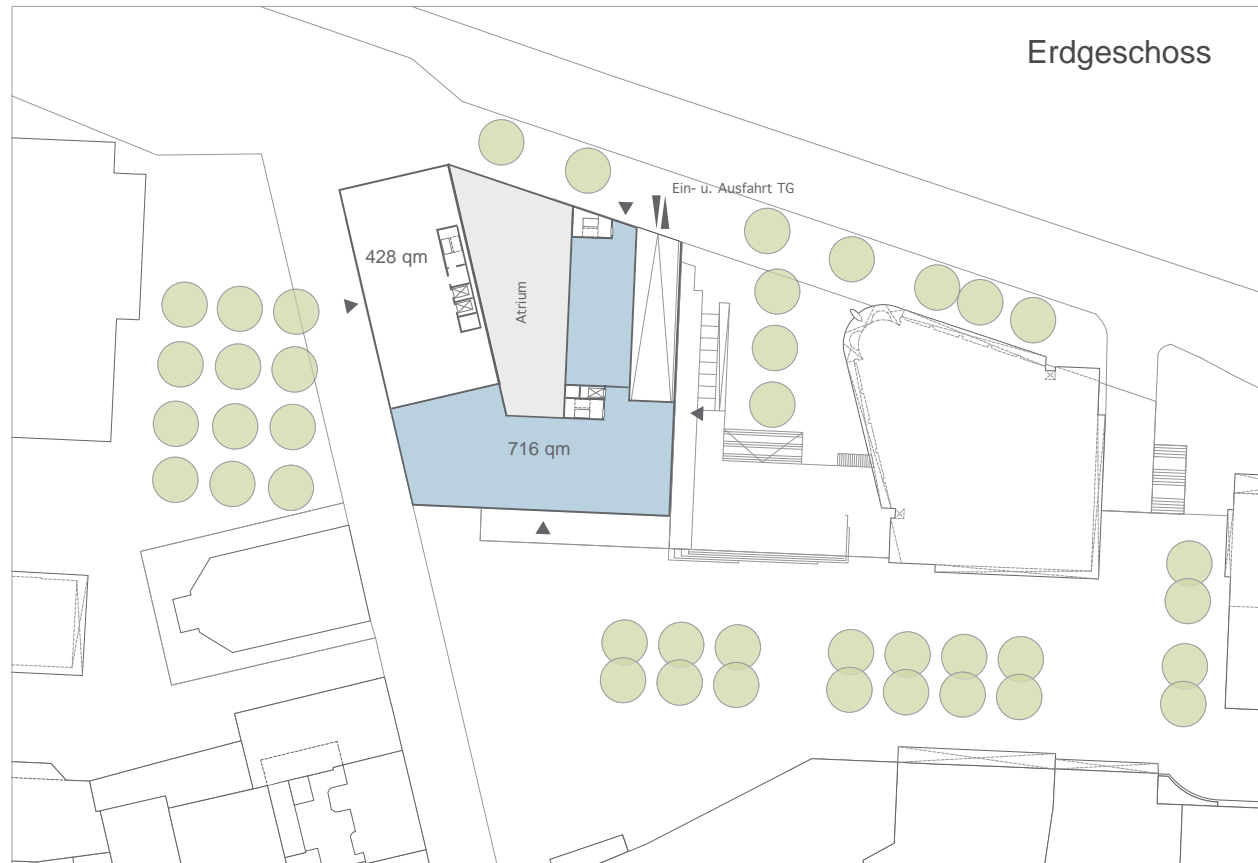 Erdgeschoss
Ein- u. Ausfahrt TG
428 qm
Atrium
716 qm